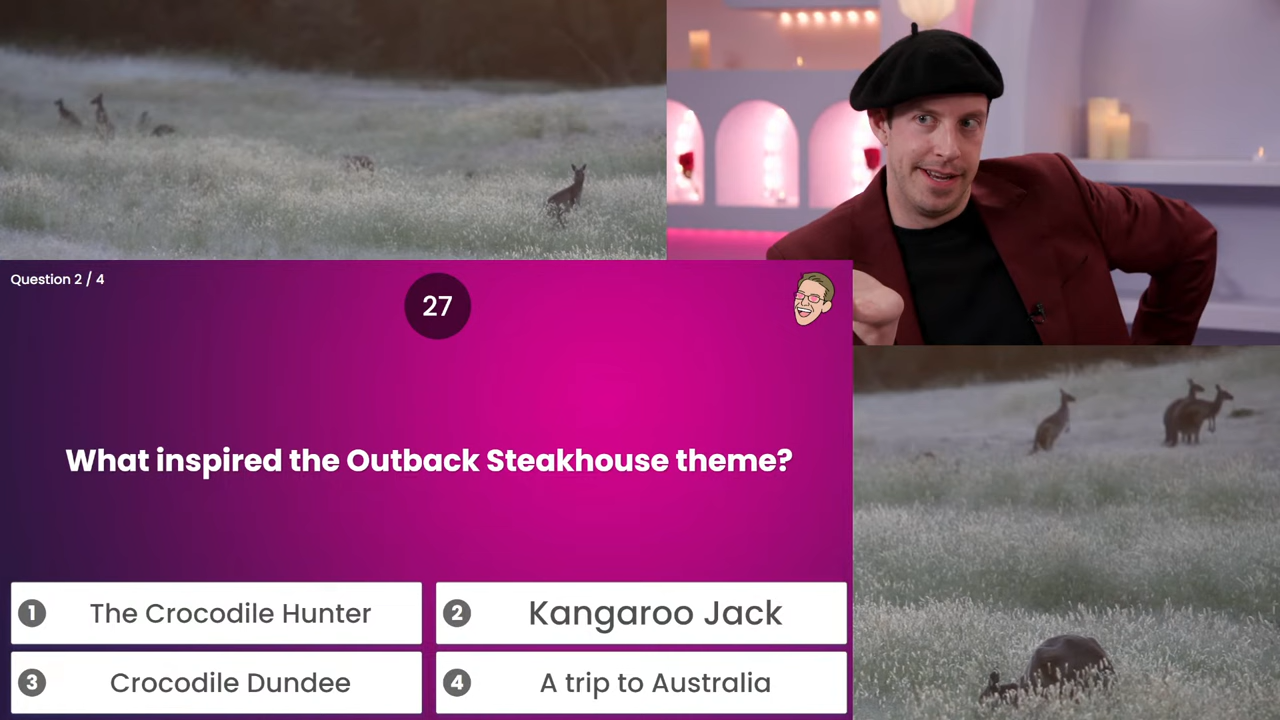 Question 2 / 4
27
What inspired the Outback Steakhouse theme?
1 The Crocodile Hunter
2 Kangaroo Jack
3 Crocodile Dundee
4 A trip to Australia